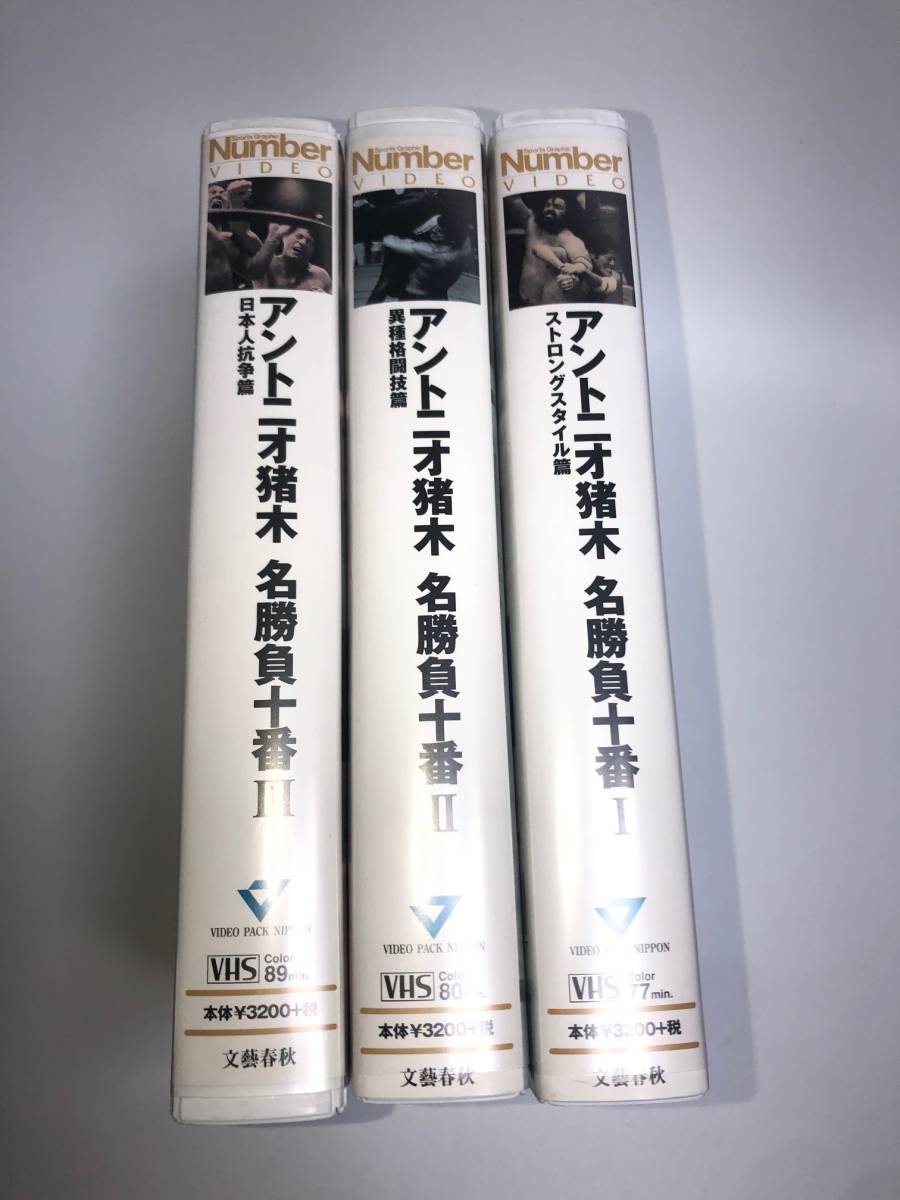 Sports Graphic
Number
VIDEO
アントニオ猪木 名勝負十番 III
日本人抗争篇
VIDEO PACK NIPPON
VHS Color 89min.
本体¥3200+税
文藝春秋
Sports Graphic
Number
VIDEO
アントニオ猪木 名勝負十番 II
異種格闘技篇
VIDEO PACK NIPPON
VHS Color 80min.
本体¥3200+税
文藝春秋
Sports Graphic
Number
VIDEO
アントニオ猪木 名勝負十番 I
ストロングスタイル篇
VIDEO PACK NIPPON
VHS Color 77min.
本体¥3200+税
文藝春秋